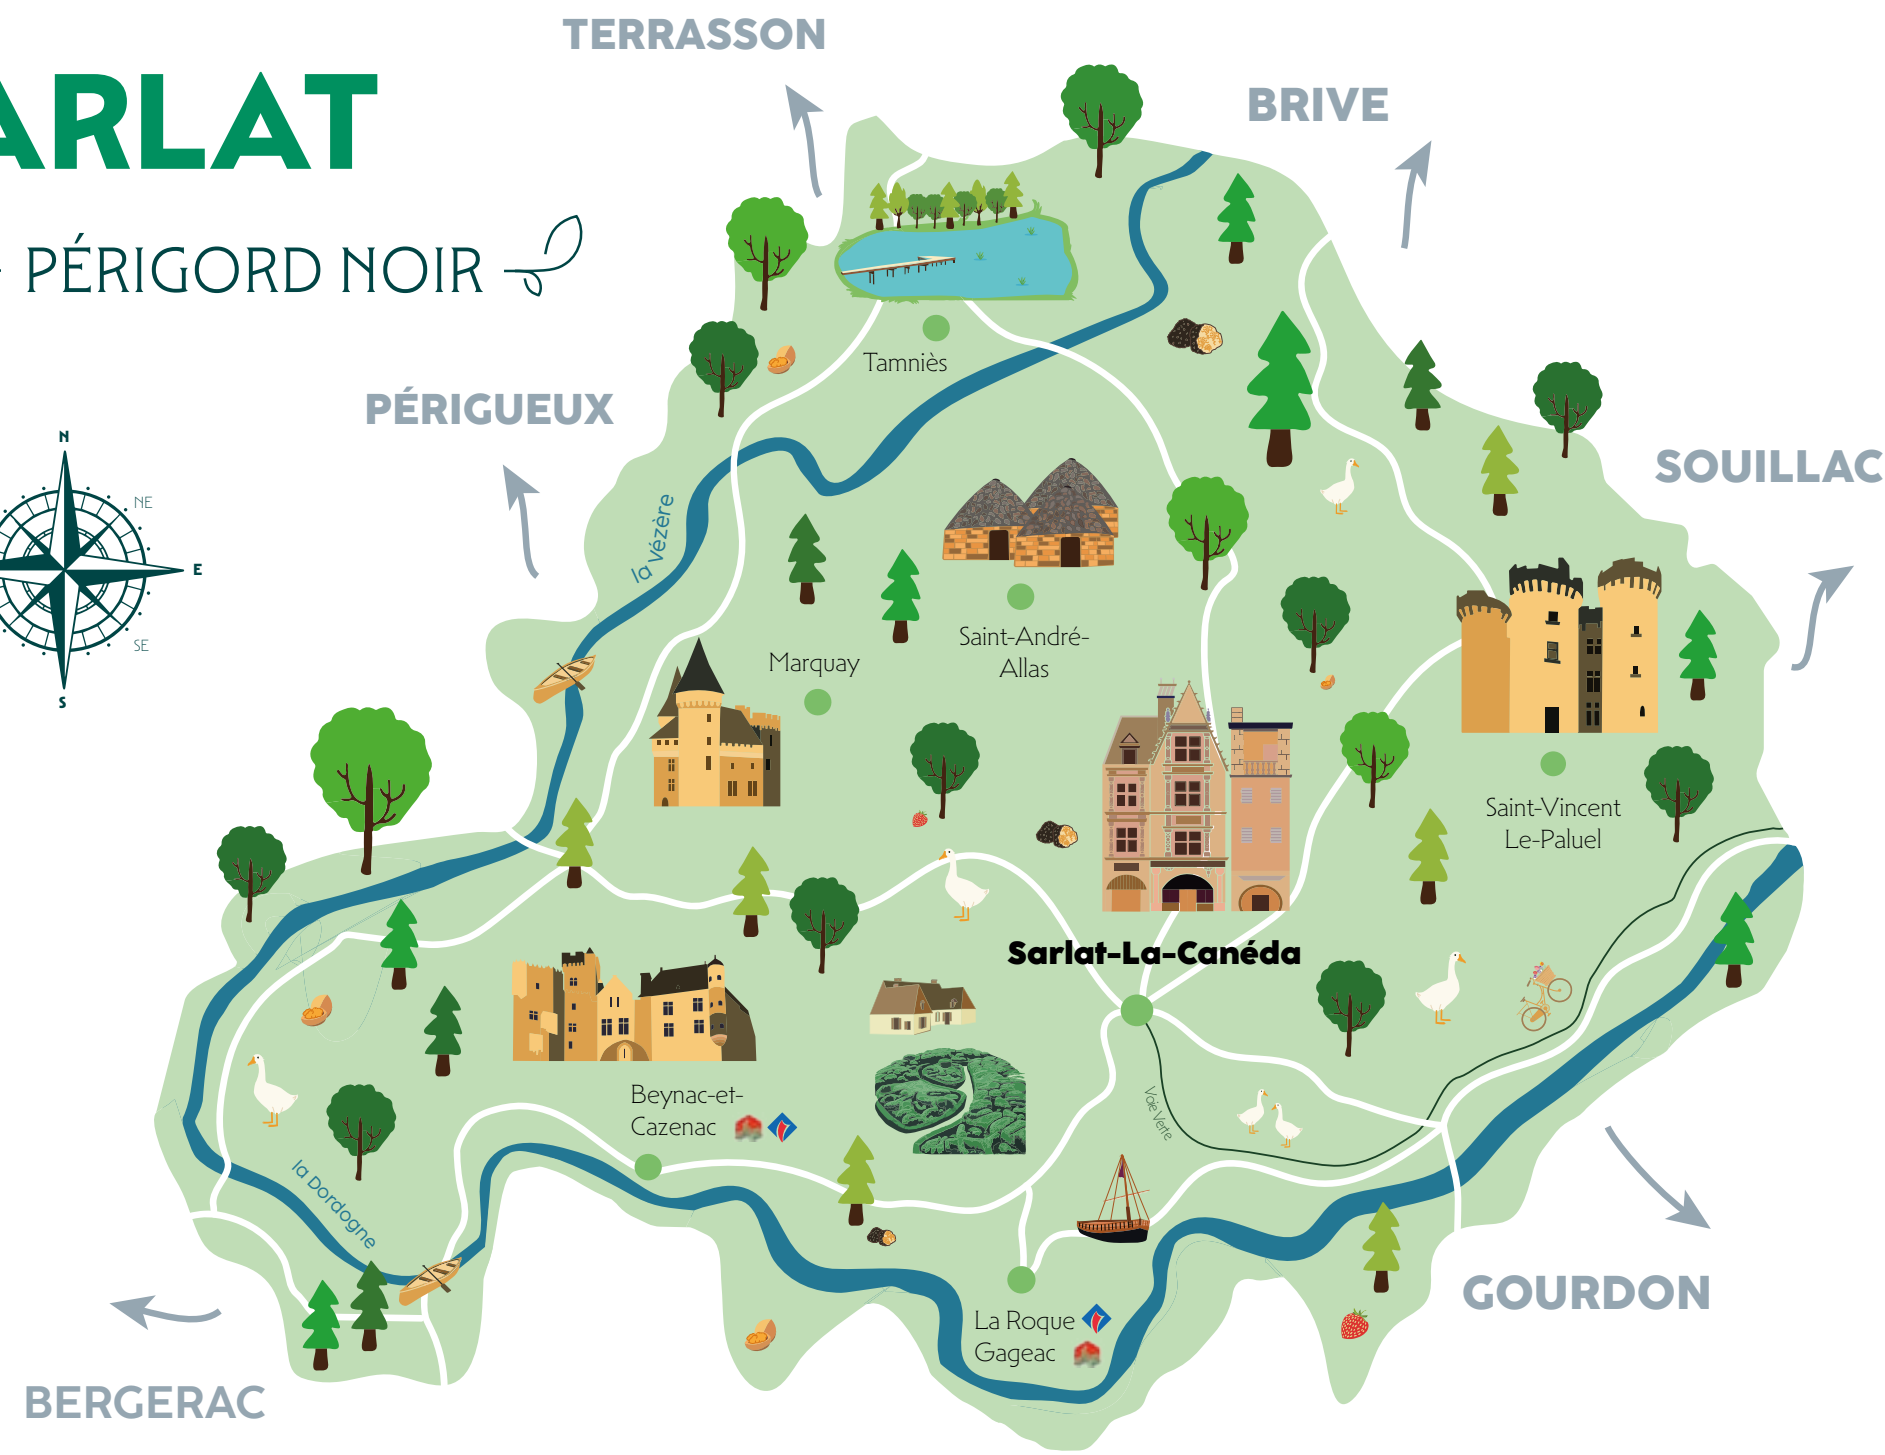 TERRASSON
BRIVE
ARLAT
PÉRIGORD NOIR
PÉRIGUEUX
SOUILLAC
N
NE
E
SE
S
Tamniès
la Vézère
Saint-André-
Allas
Marquay
Saint-Vincent
Le-Paluel
Sarlat-La-Canéda
Beynac-et-
Cazenac
Voie Verte
la Dordogne
La Roque
Gageac
GOURDON
BERGERAC